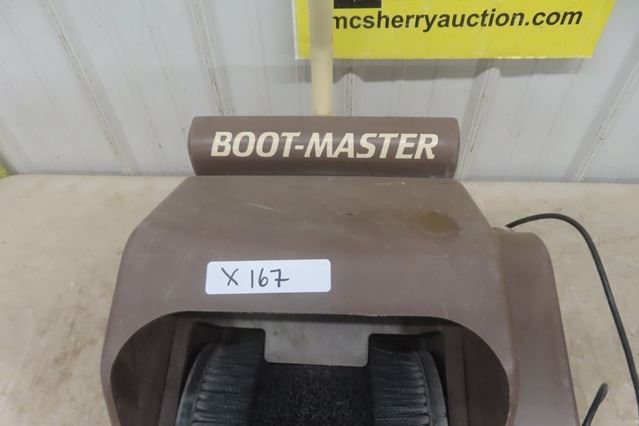 mcsherryauction.com
BOOT-MASTER
X 167